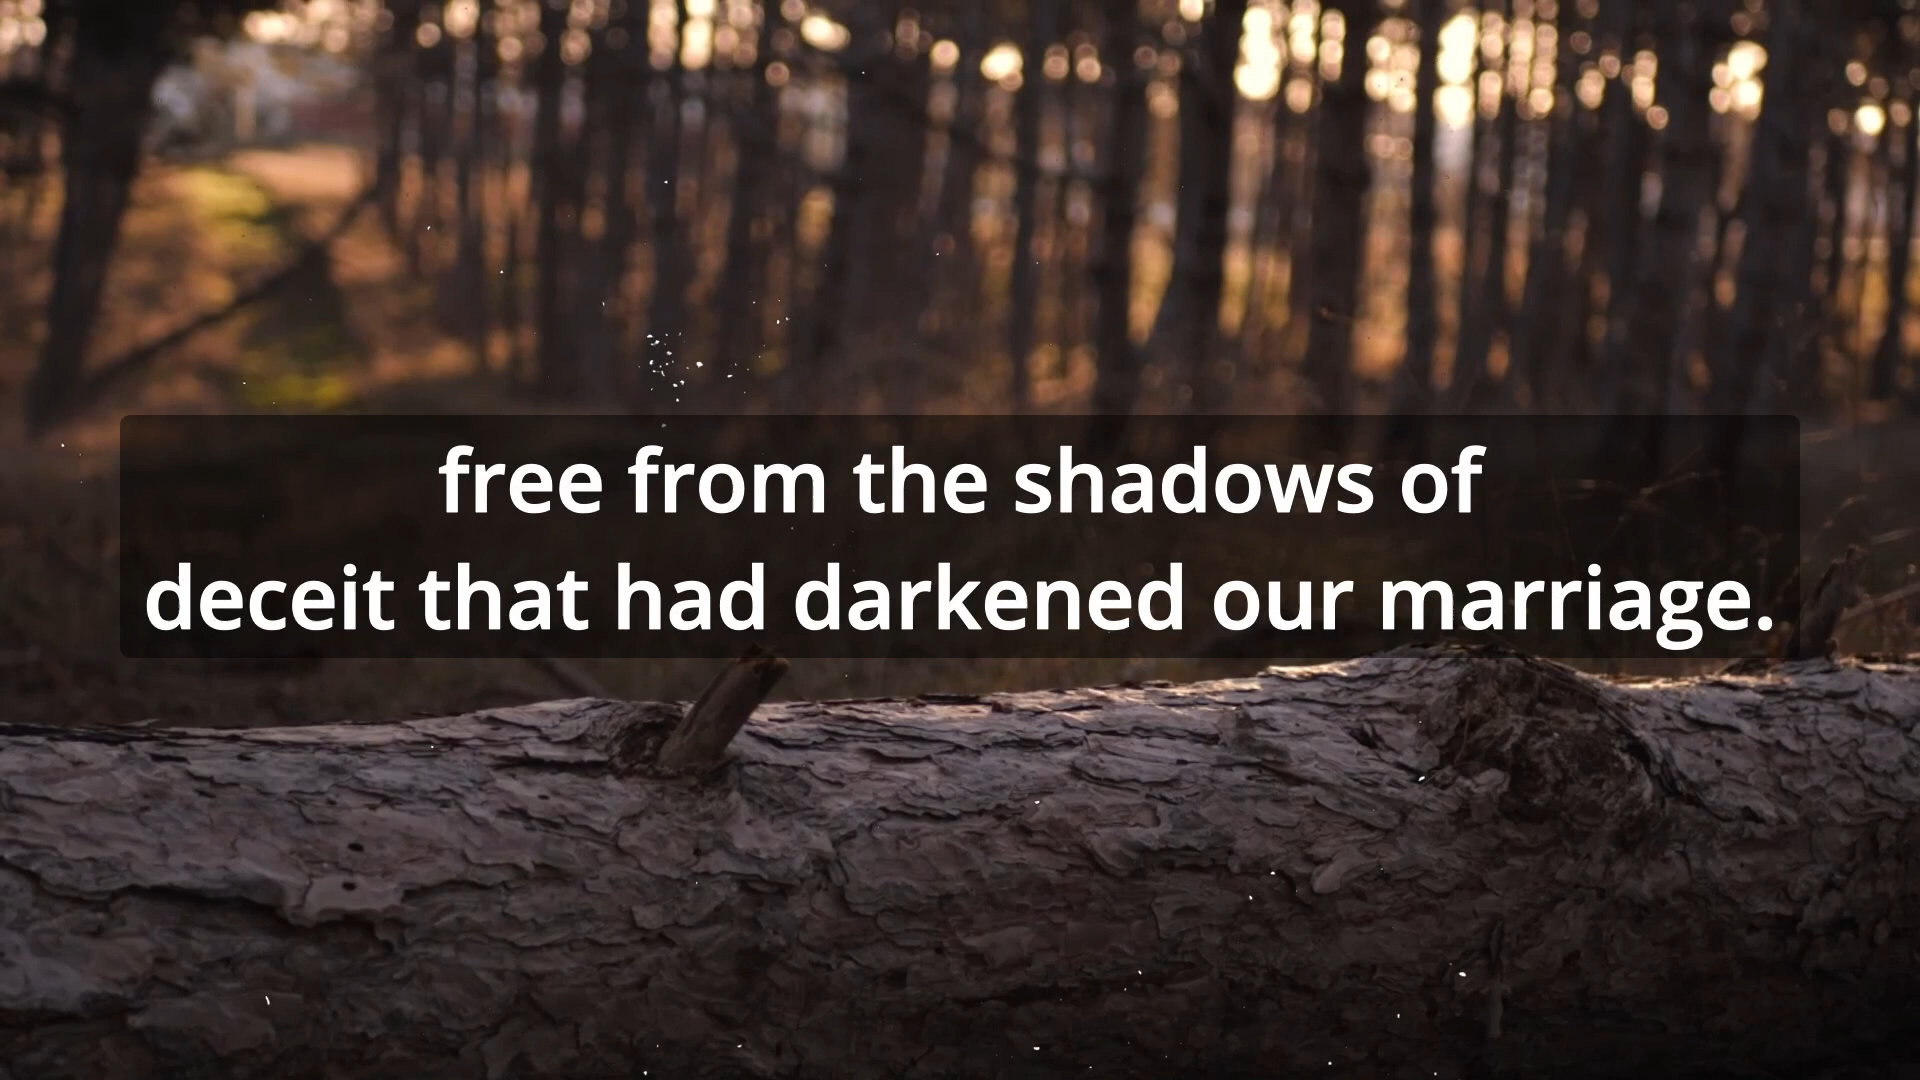 free from the shadows of
deceit that had darkened our marriage.